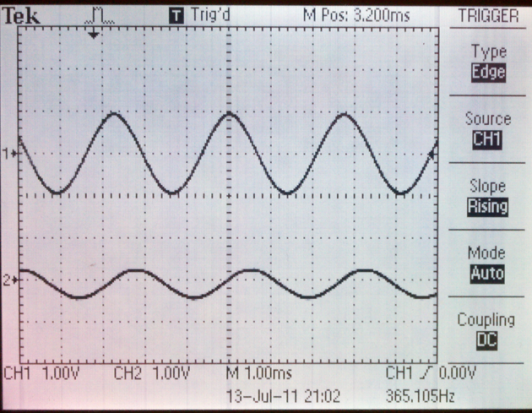 Tek T Trig'd M Pos: 3.200ms TRIGGER
Type
Edge
Source
CH1
Slope
Rising
Mode
Auto
Coupling
DC
1
2
CH1 1.00V CH2 1.00V M 1.00ms CH1 0.00V
13-Jul-11 21:02 365.105Hz